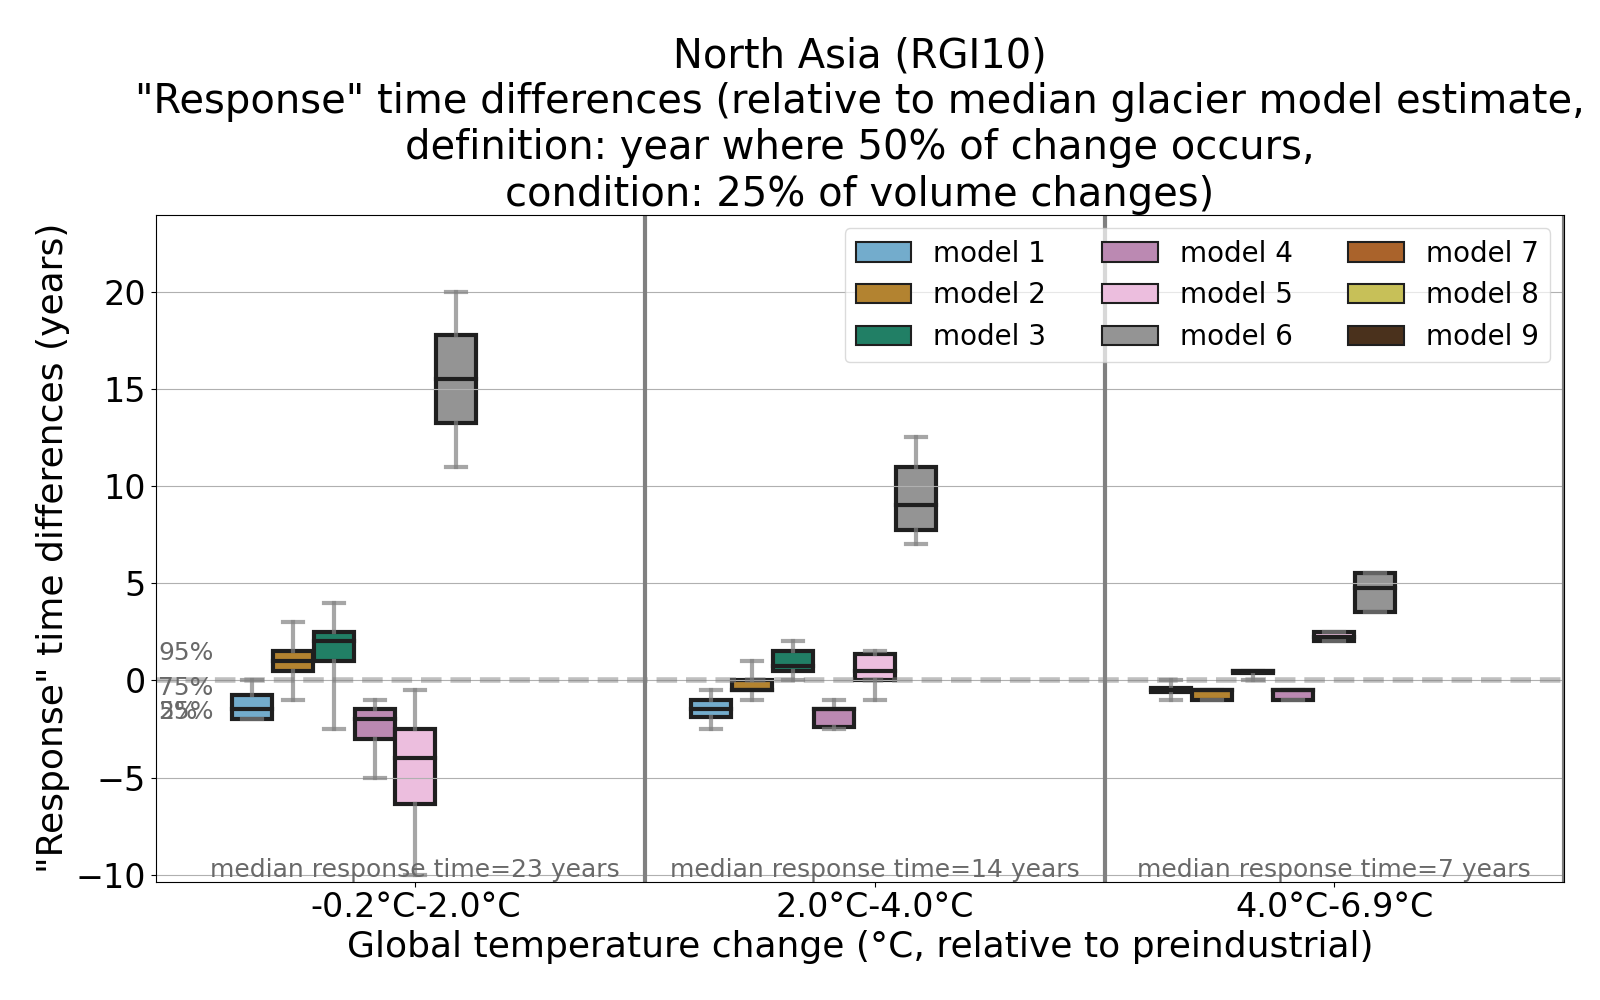 North Asia (RGI10)
"Response" time differences (relative to median glacier model estimate,
definition: year where 50% of change occurs,
condition: 25% of volume changes)
"Response" time differences (years)
20
15
10
5
0
−5
−10
model 1
model 2
model 3
model 4
model 5
model 6
model 7
model 8
model 9
95%
75%
25%
median response time=23 years
median response time=14 years
median response time=7 years
-0.2°C-2.0°C
2.0°C-4.0°C
4.0°C-6.9°C
Global temperature change (°C, relative to preindustrial)